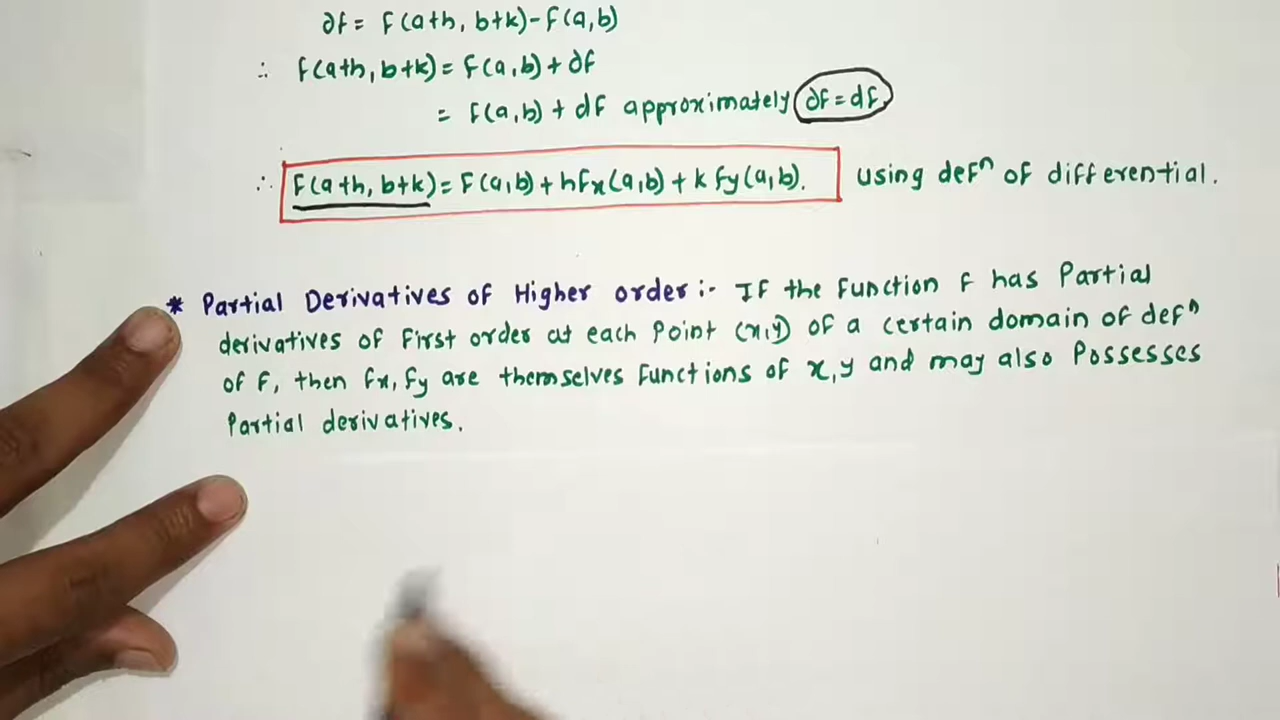 ∂f = F(a+h, b+k) - F(a,b)
∴ F(a+h, b+k) = F(a,b) + ∂f
= F(a,b) + df approximately ∂f = df.
∴ F(a+h, b+k) = F(a,b) + hfx(a,b) + k fy(a,b). using defⁿ of differential.
* Partial Derivatives of Higher order :- If the Function F has Partial
derivatives of First order at each Point (x,y) of a certain domain of defⁿ
of F, then fx, fy are themselves Functions of x, y and may also Possesses
Partial derivatives.